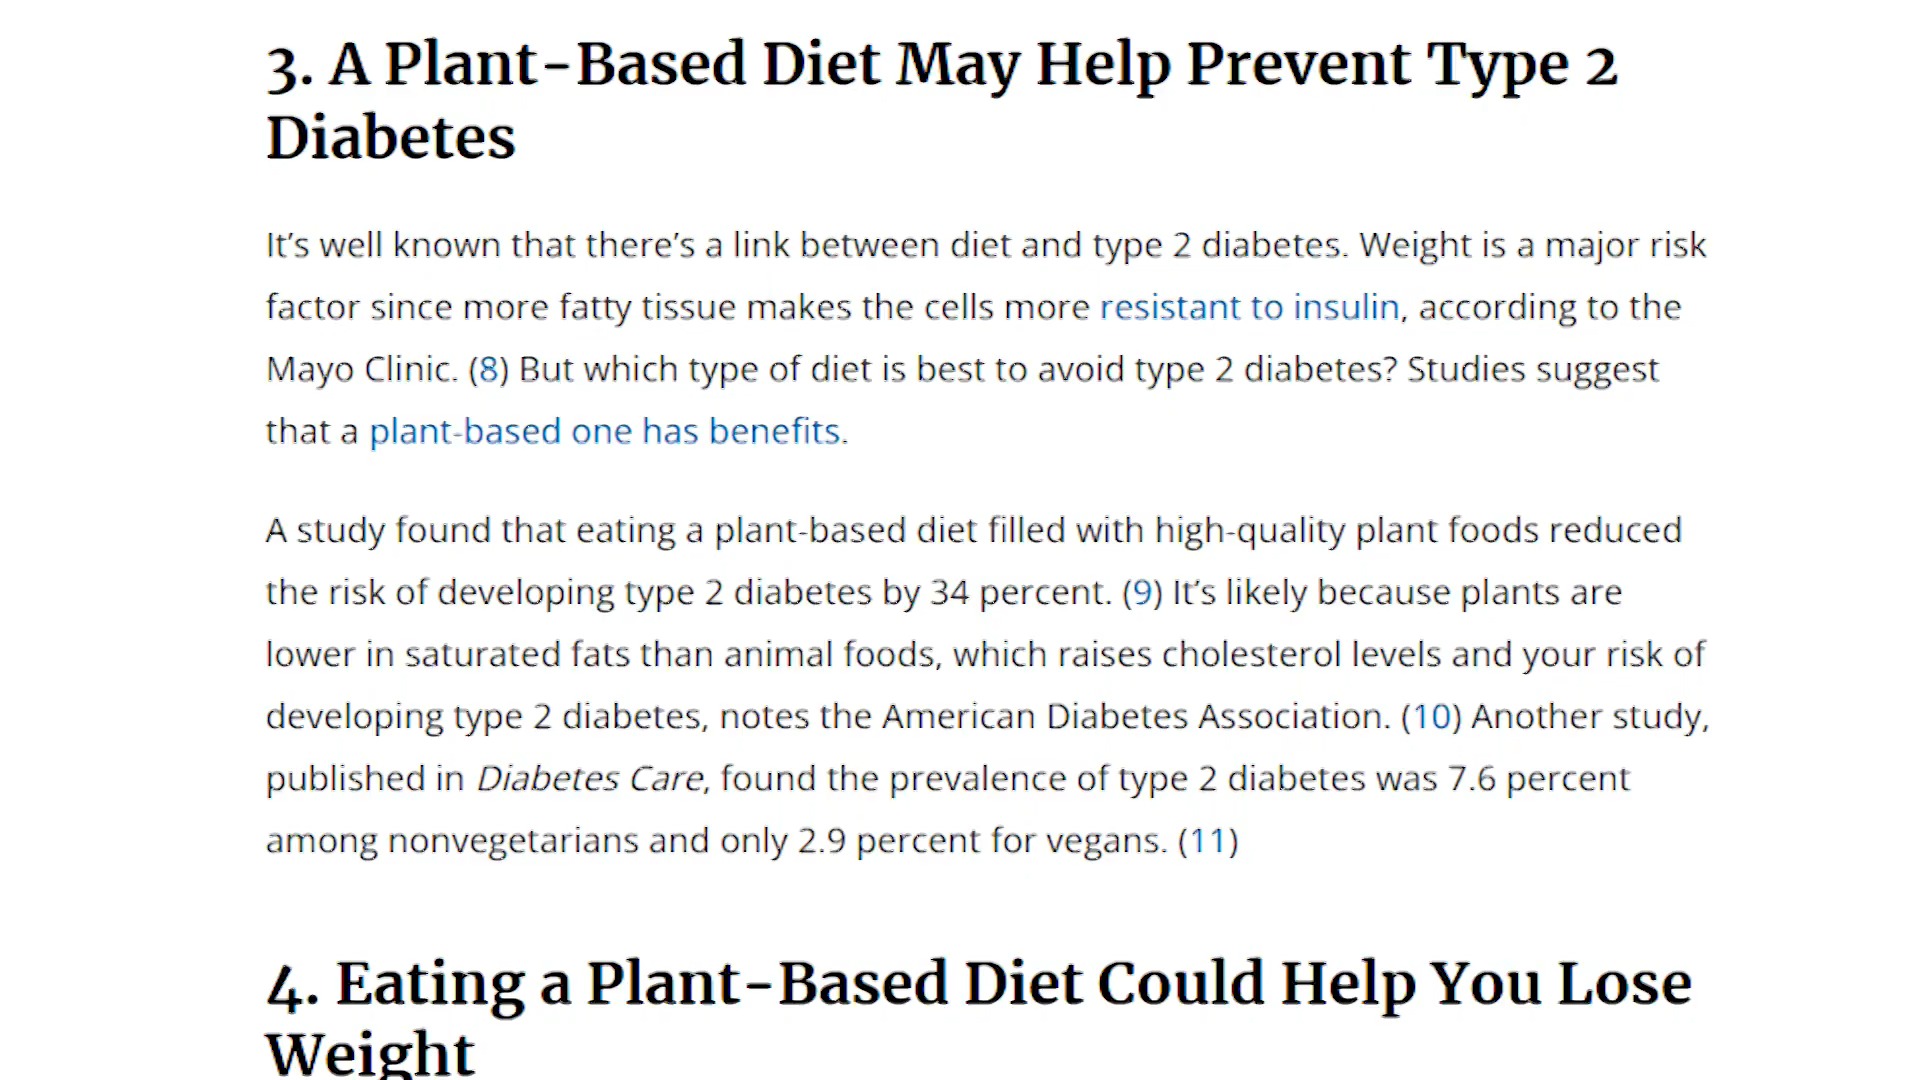 3. A Plant-Based Diet May Help Prevent Type 2
Diabetes
It’s well known that there’s a link between diet and type 2 diabetes. Weight is a major risk
factor since more fatty tissue makes the cells more resistant to insulin, according to the
Mayo Clinic. (8) But which type of diet is best to avoid type 2 diabetes? Studies suggest
that a plant-based one has benefits.
A study found that eating a plant-based diet filled with high-quality plant foods reduced
the risk of developing type 2 diabetes by 34 percent. (9) It’s likely because plants are
lower in saturated fats than animal foods, which raises cholesterol levels and your risk of
developing type 2 diabetes, notes the American Diabetes Association. (10) Another study,
published in Diabetes Care, found the prevalence of type 2 diabetes was 7.6 percent
among nonvegetarians and only 2.9 percent for vegans. (11)
4. Eating a Plant-Based Diet Could Help You Lose
Weight